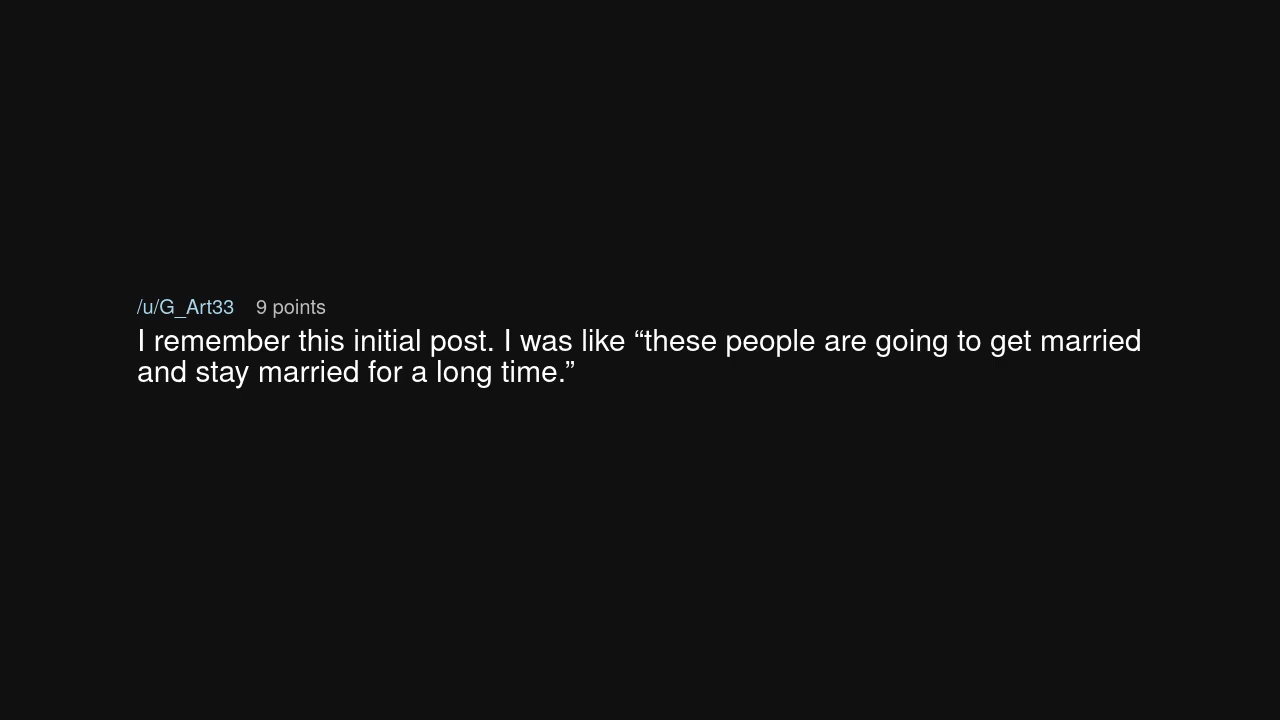 /u/G_Art33 9 points
I remember this initial post. I was like “these people are going to get married
and stay married for a long time.”